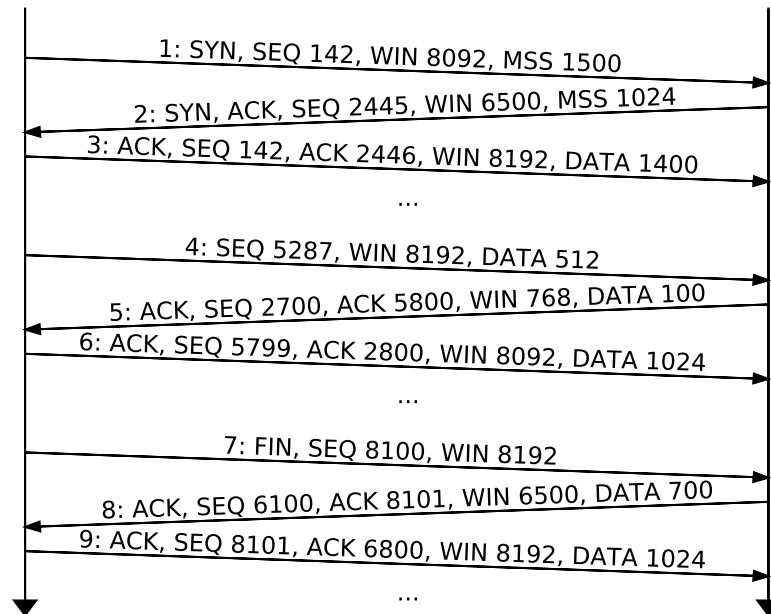 1: SYN, SEQ 142, WIN 8092, MSS 1500
2: SYN, ACK, SEQ 2445, WIN 6500, MSS 1024
3: ACK, SEQ 142, ACK 2446, WIN 8192, DATA 1400
...
4: SEQ 5287, WIN 8192, DATA 512
5: ACK, SEQ 2700, ACK 5800, WIN 768, DATA 100
6: ACK, SEQ 5799, ACK 2800, WIN 8092, DATA 1024
...
7: FIN, SEQ 8100, WIN 8192
8: ACK, SEQ 6100, ACK 8101, WIN 6500, DATA 700
9: ACK, SEQ 8101, ACK 6800, WIN 8192, DATA 1024
...